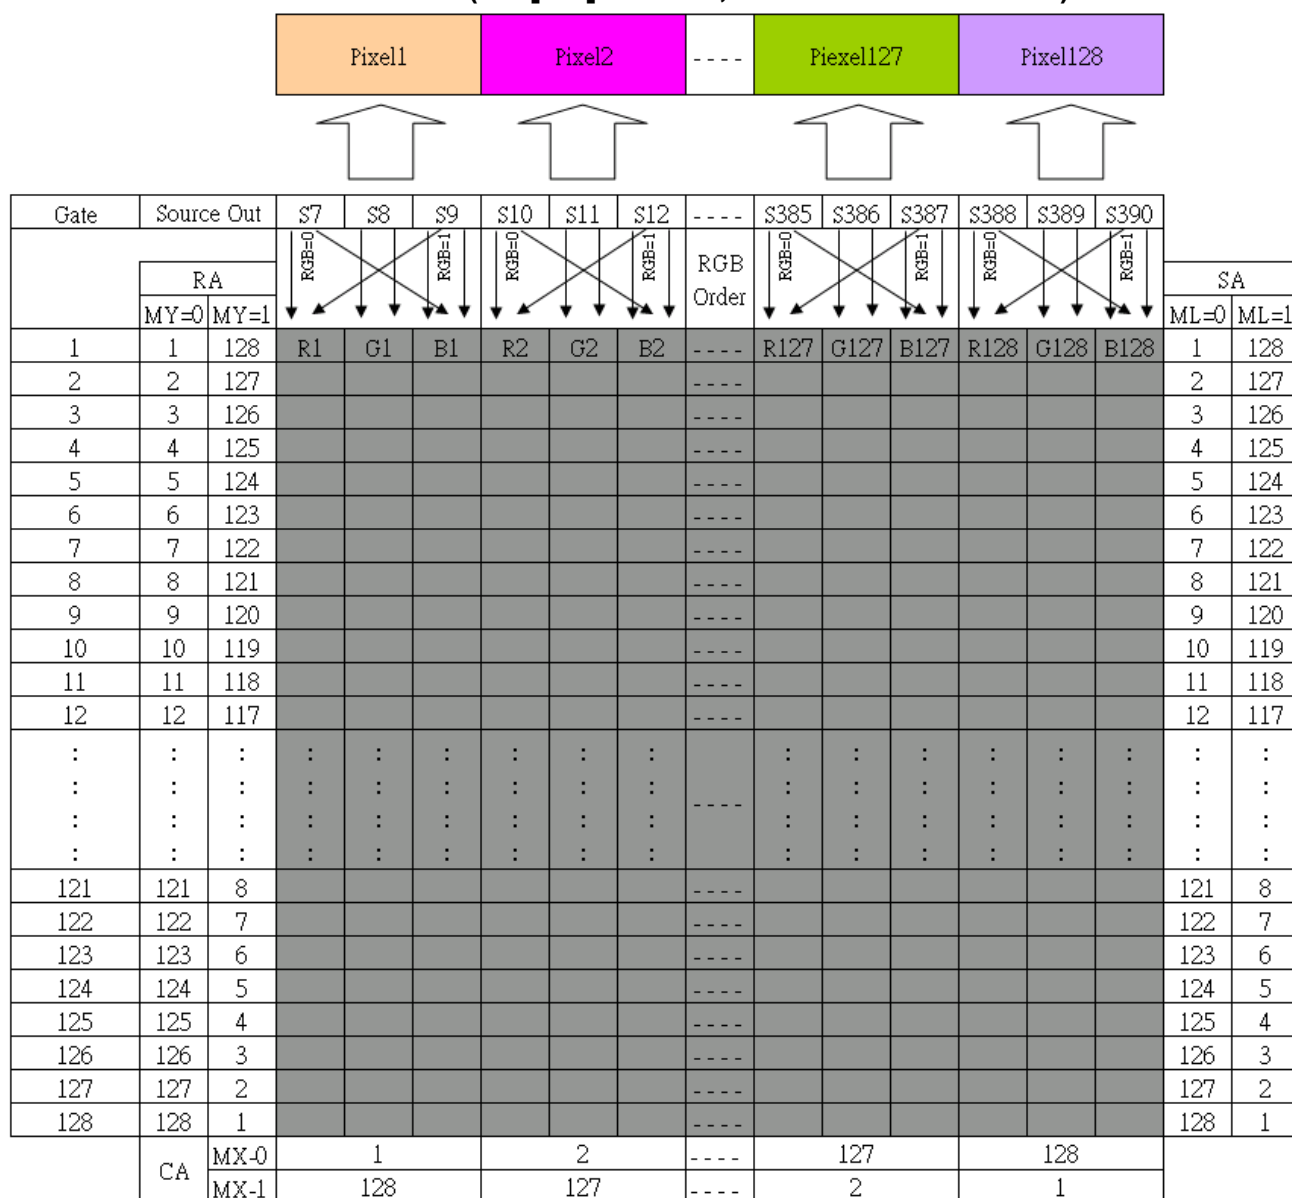 Pixel1 Pixel2 ---- Piexel127 Pixel128
Gate Source Out S7 S8 S9 S10 S11 S12 ---- S385 S386 S387 S388 S389 S390
RGB=0 RGB=1 RGB=0 RGB=1 RGB=0 RGB=1 RGB=0 RGB=1
RGB
Order
RA SA
MY=0 MY=1 ML=0 ML=1
1 1 128 R1 G1 B1 R2 G2 B2 ---- R127 G127 B127 R128 G128 B128 1 128
2 2 127 ---- 2 127
3 3 126 ---- 3 126
4 4 125 ---- 4 125
5 5 124 ---- 5 124
6 6 123 ---- 6 123
7 7 122 ---- 7 122
8 8 121 ---- 8 121
9 9 120 ---- 9 120
10 10 119 ---- 10 119
11 11 118 ---- 11 118
12 12 117 ---- 12 117
: : : : : : : : : : : : : : : : :
: : : : : : : : : : : : : : : : :
----
: : : : : : : : : : : : : : : : :
: : : : : : : : : : : : : : : : :
121 121 8 ---- 121 8
122 122 7 ---- 122 7
123 123 6 ---- 123 6
124 124 5 ---- 124 5
125 125 4 ---- 125 4
126 126 3 ---- 126 3
127 127 2 ---- 127 2
128 128 1 ---- 128 1
CA
MX-0 1 2 ---- 127 128
MX-1 128 127 ---- 2 1